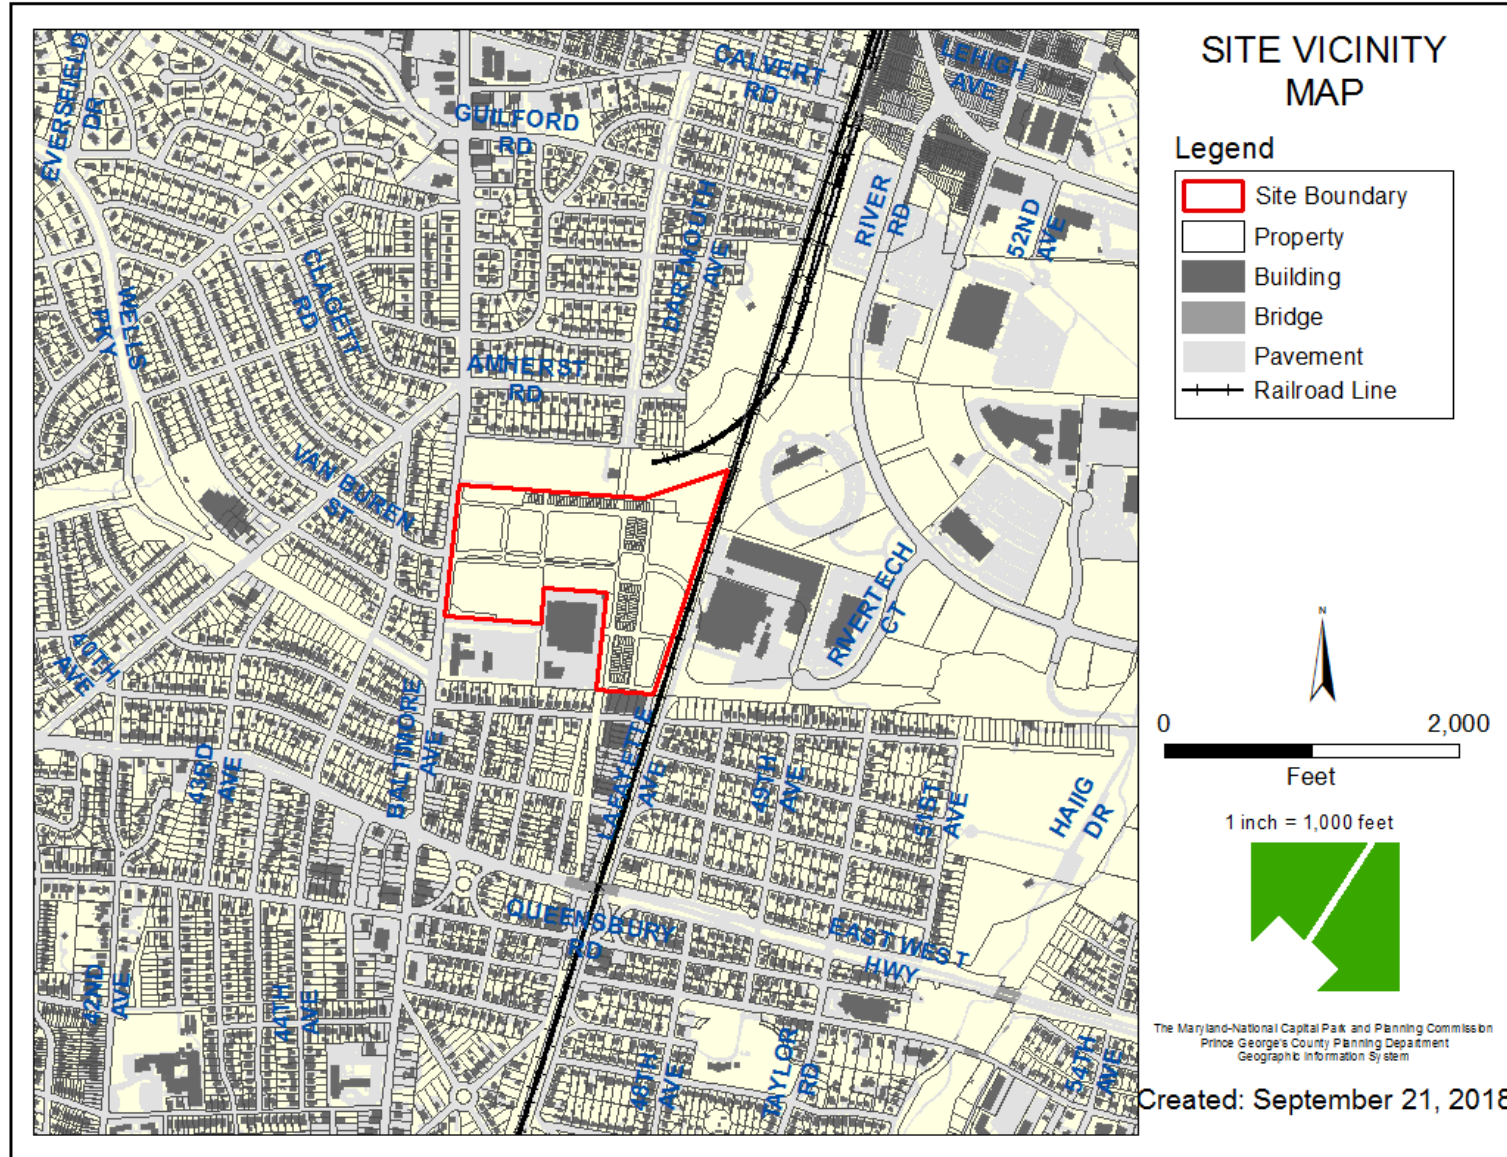 SITE VICINITY
MAP
Legend
Site Boundary
Property
Building
Bridge
Pavement
Railroad Line
N
0 2,000
Feet
1 inch = 1,000 feet
The Maryland-National Capital Park and Planning Commission
Prince George's County Planning Department
Geographic Information System
Created: September 21, 2018
EVERSFIELD
DR
CALVERT
RD
LEHIGH
AVE
GUILFORD
RD
DARTMOUTH
AVE
RIVER
RD
52ND
AVE
CLAGETT
RD
WELLS
PKY
AMHERST
RD
VAN BUREN
ST
RIVERTECH
CT
40TH
AVE
BALTIMORE
AVE
43RD
AVE
LAFAYETTE
AVE
49TH
AVE
51ST
AVE
HAIIG
DR
QUEENSBURY
RD
EAST WEST
HWY
42ND
AVE
44TH
AVE
48TH
AVE
TAYLOR
RD
54TH
AVE